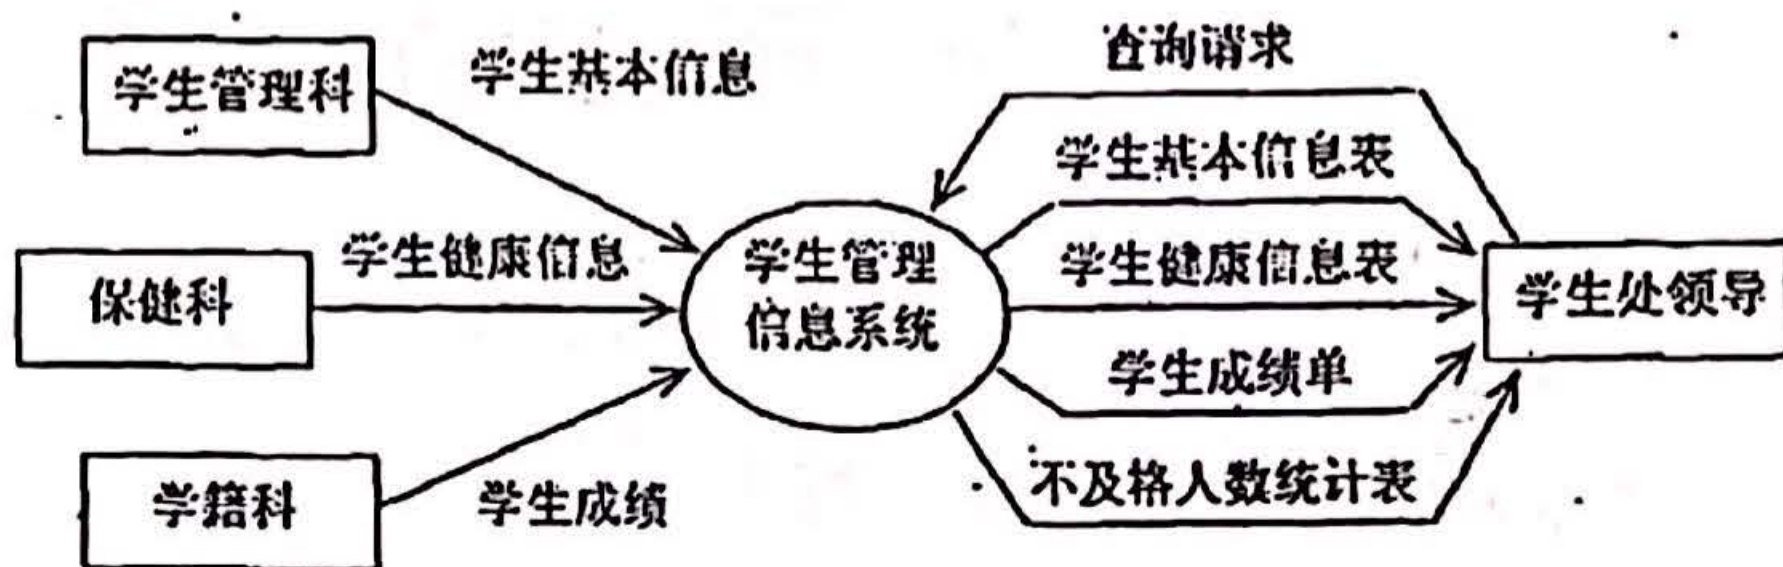 学生管理科
学生基本信息
查询请求
学生基本信息表
保健科
学生健康信息
学生管理
信息系统
学生健康信息表
学生处领导
学生成绩单
学籍科
学生成绩
不及格人数统计表